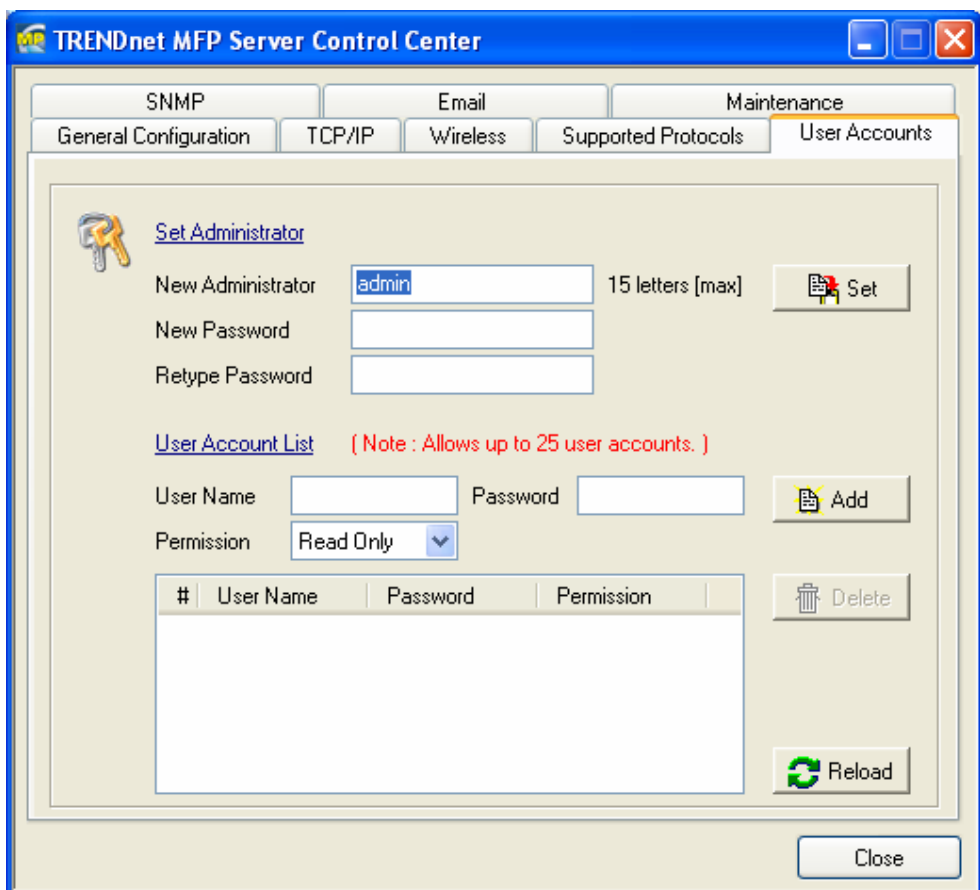 TRENDnet MFP Server Control Center
SNMP Email Maintenance
General Configuration TCP/IP Wireless Supported Protocols User Accounts
Set Administrator
New Administrator admin 15 letters [max] Set
New Password
Retype Password
User Account List ( Note : Allows up to 25 user accounts. )
User Name Password Add
Permission Read Only
# User Name Password Permission Delete
Reload
Close